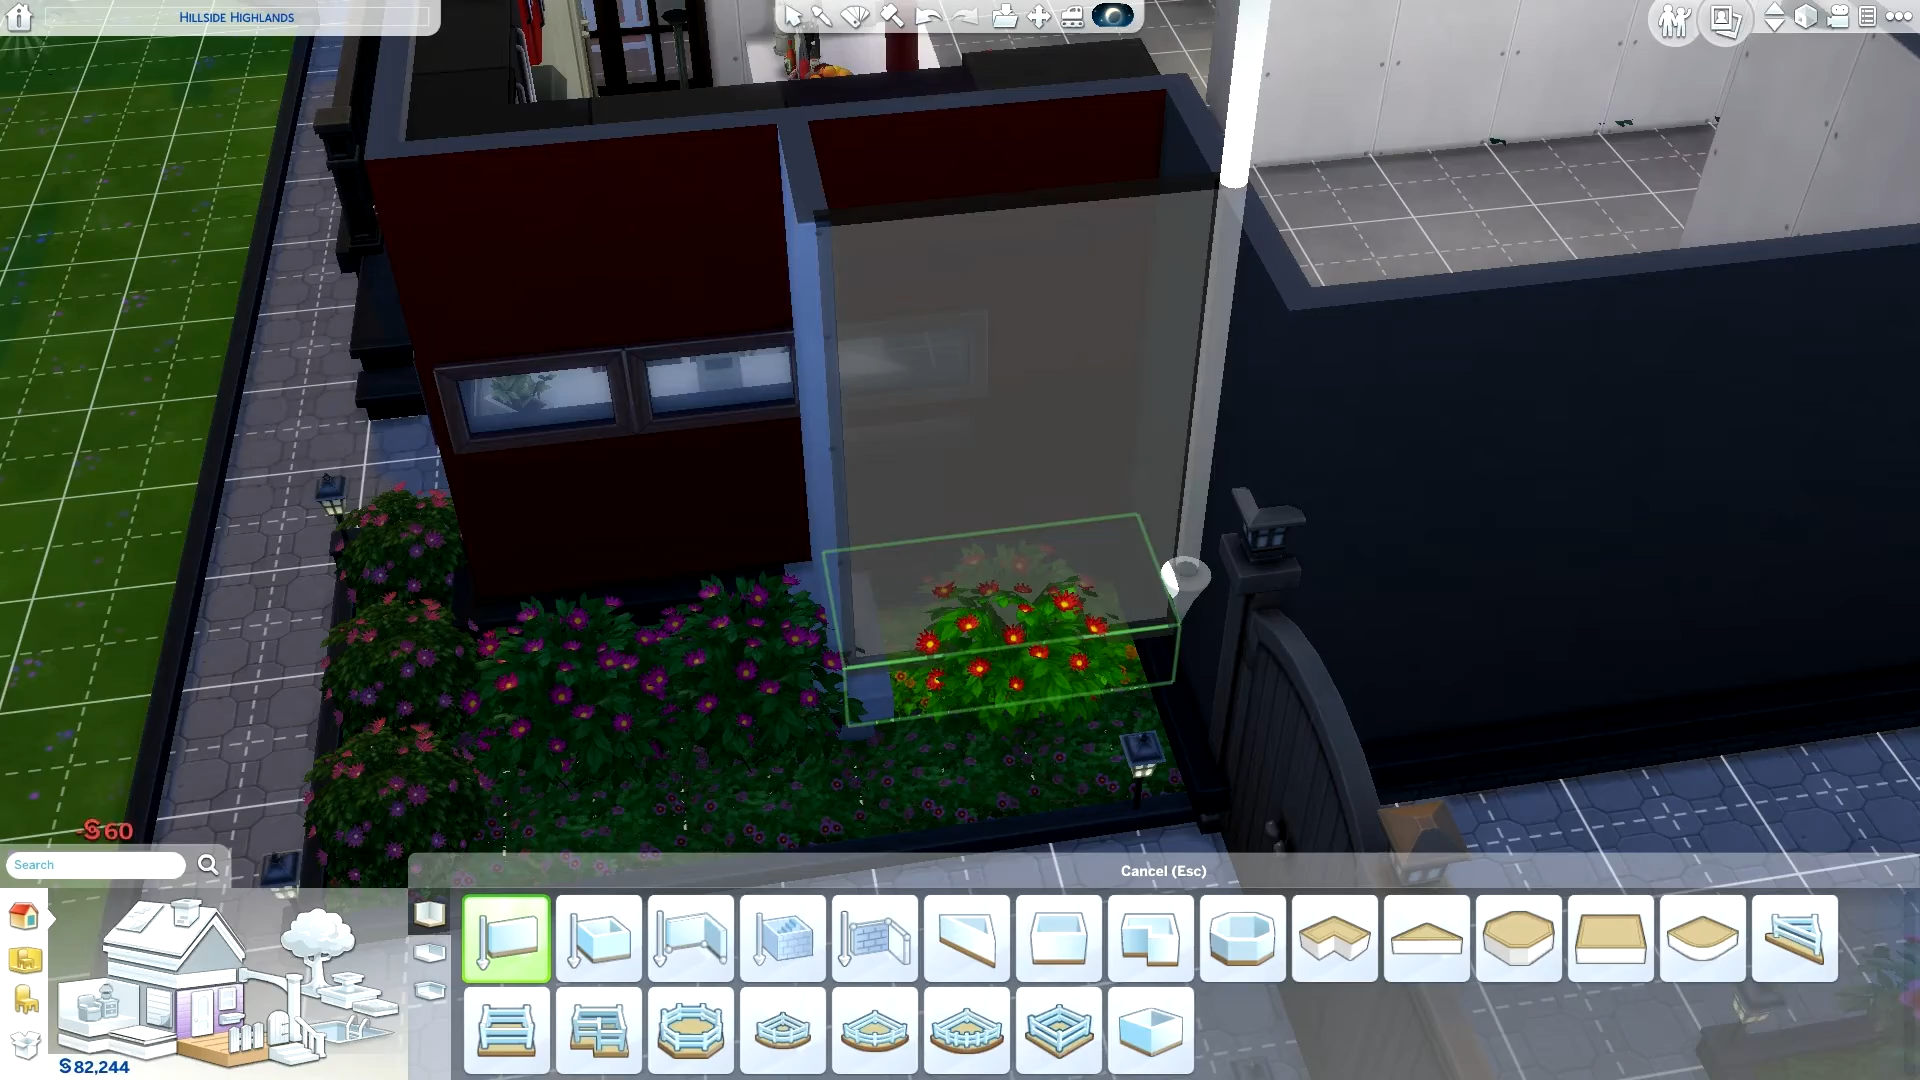 HILLSIDE HIGHLANDS
-§60
Search
Cancel (Esc)
§82,244